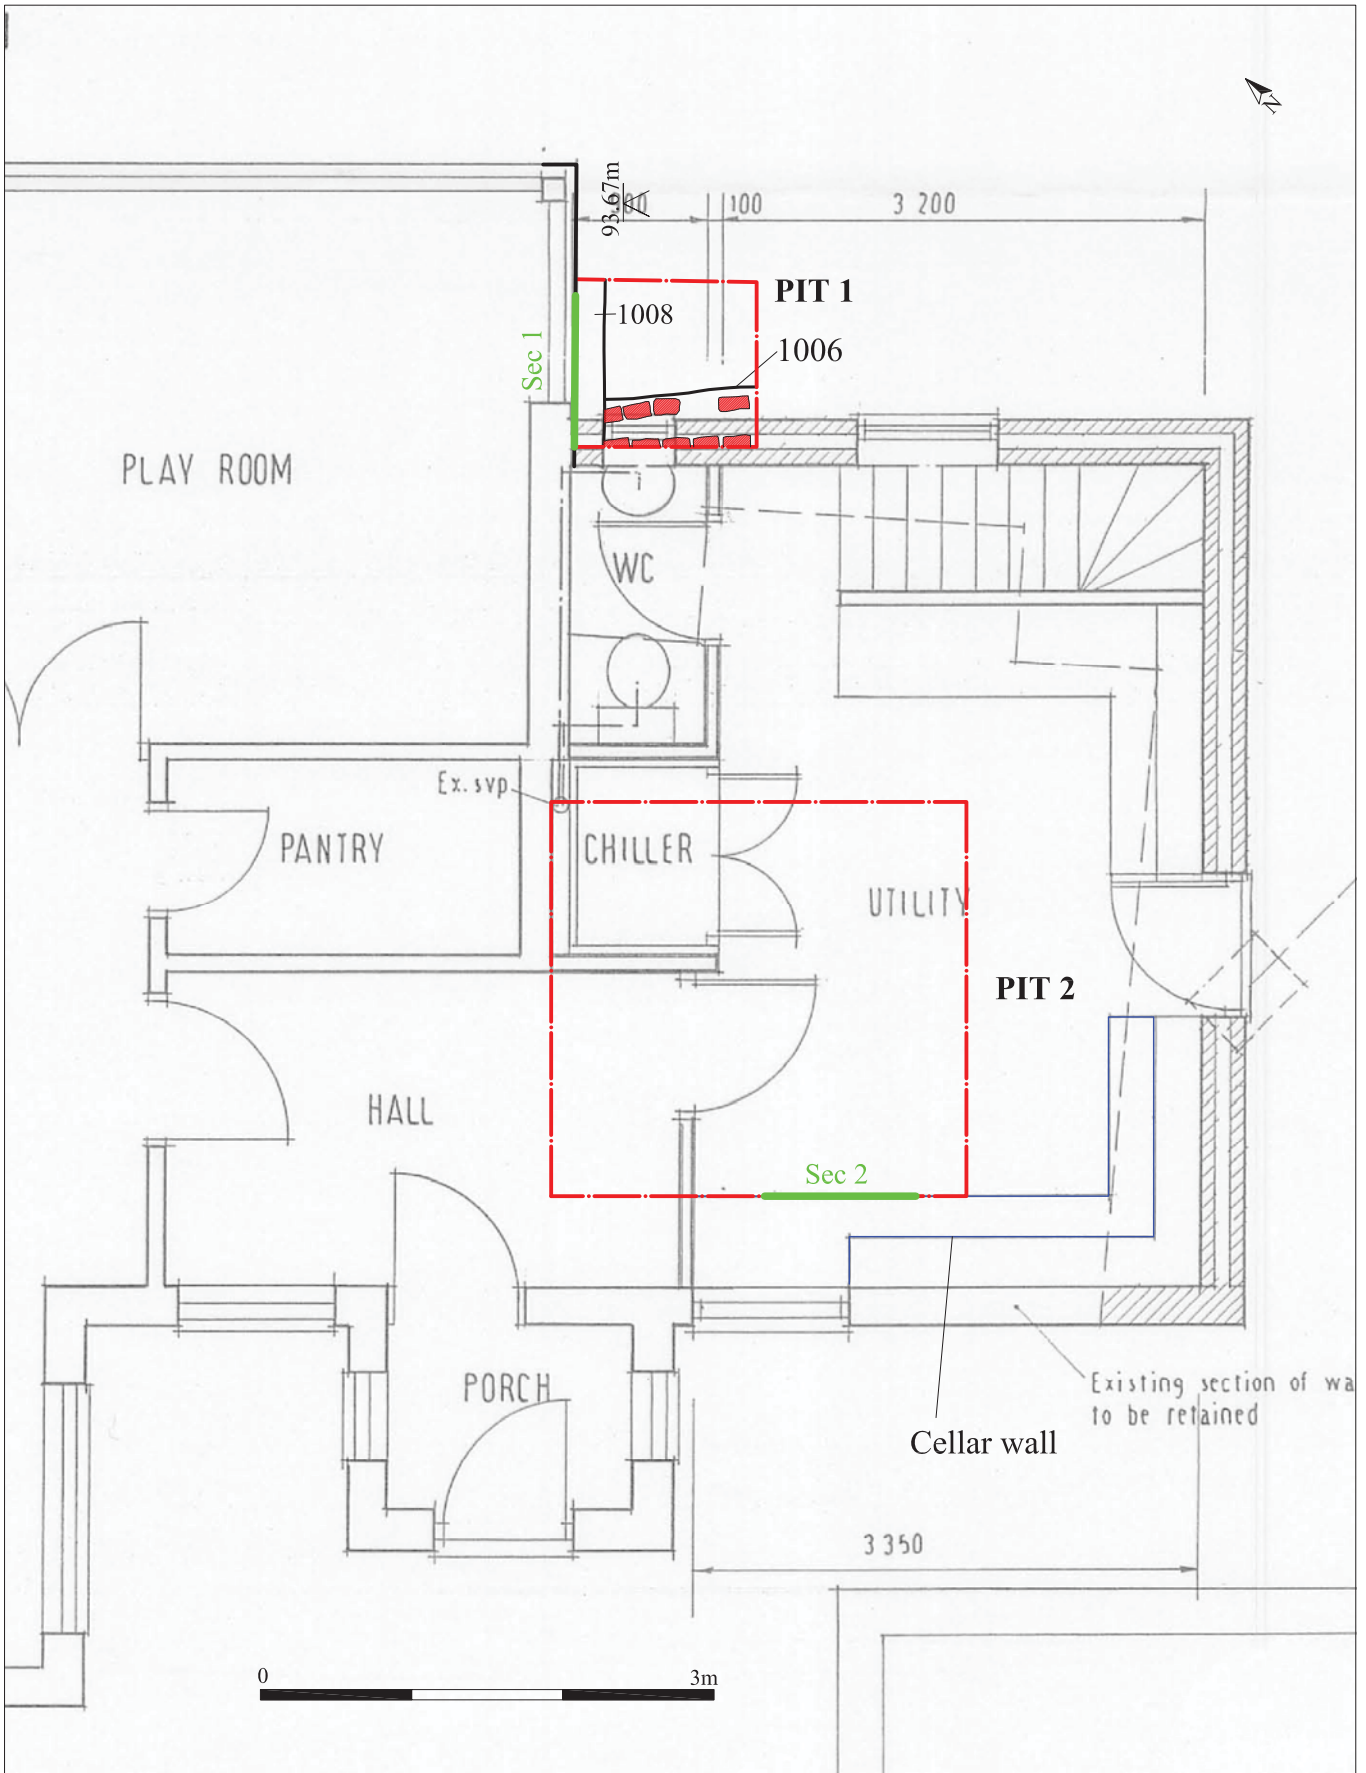 N
93.67m
100
3 200
PIT 1
1008
1006
Sec 1
PLAY ROOM
WC
Ex. svp
PANTRY
CHILLER
UTILITY
PIT 2
HALL
Sec 2
PORCH
Existing section of wa
to be retained
Cellar wall
3 350
0
3m